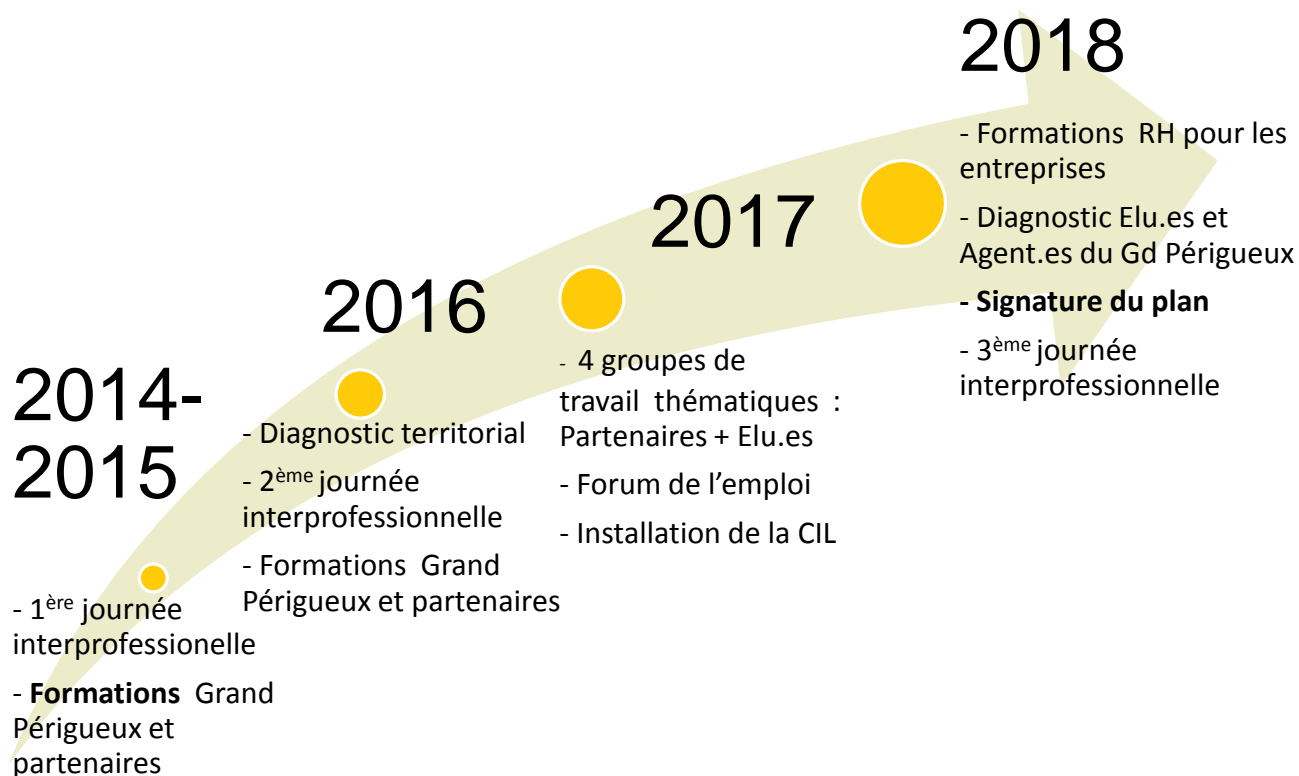 2014-
2015
- 1ère journée
interprofessionelle
- Formations Grand
Périgueux et
partenaires
2016
- Diagnostic territorial
- 2ème journée
interprofessionnelle
- Formations Grand
Périgueux et partenaires
2017
- 4 groupes de
travail thématiques :
Partenaires + Elu.es
- Forum de l’emploi
- Installation de la CIL
2018
- Formations RH pour les
entreprises
- Diagnostic Elu.es et
Agent.es du Gd Périgueux
- Signature du plan
- 3ème journée
interprofessionnelle